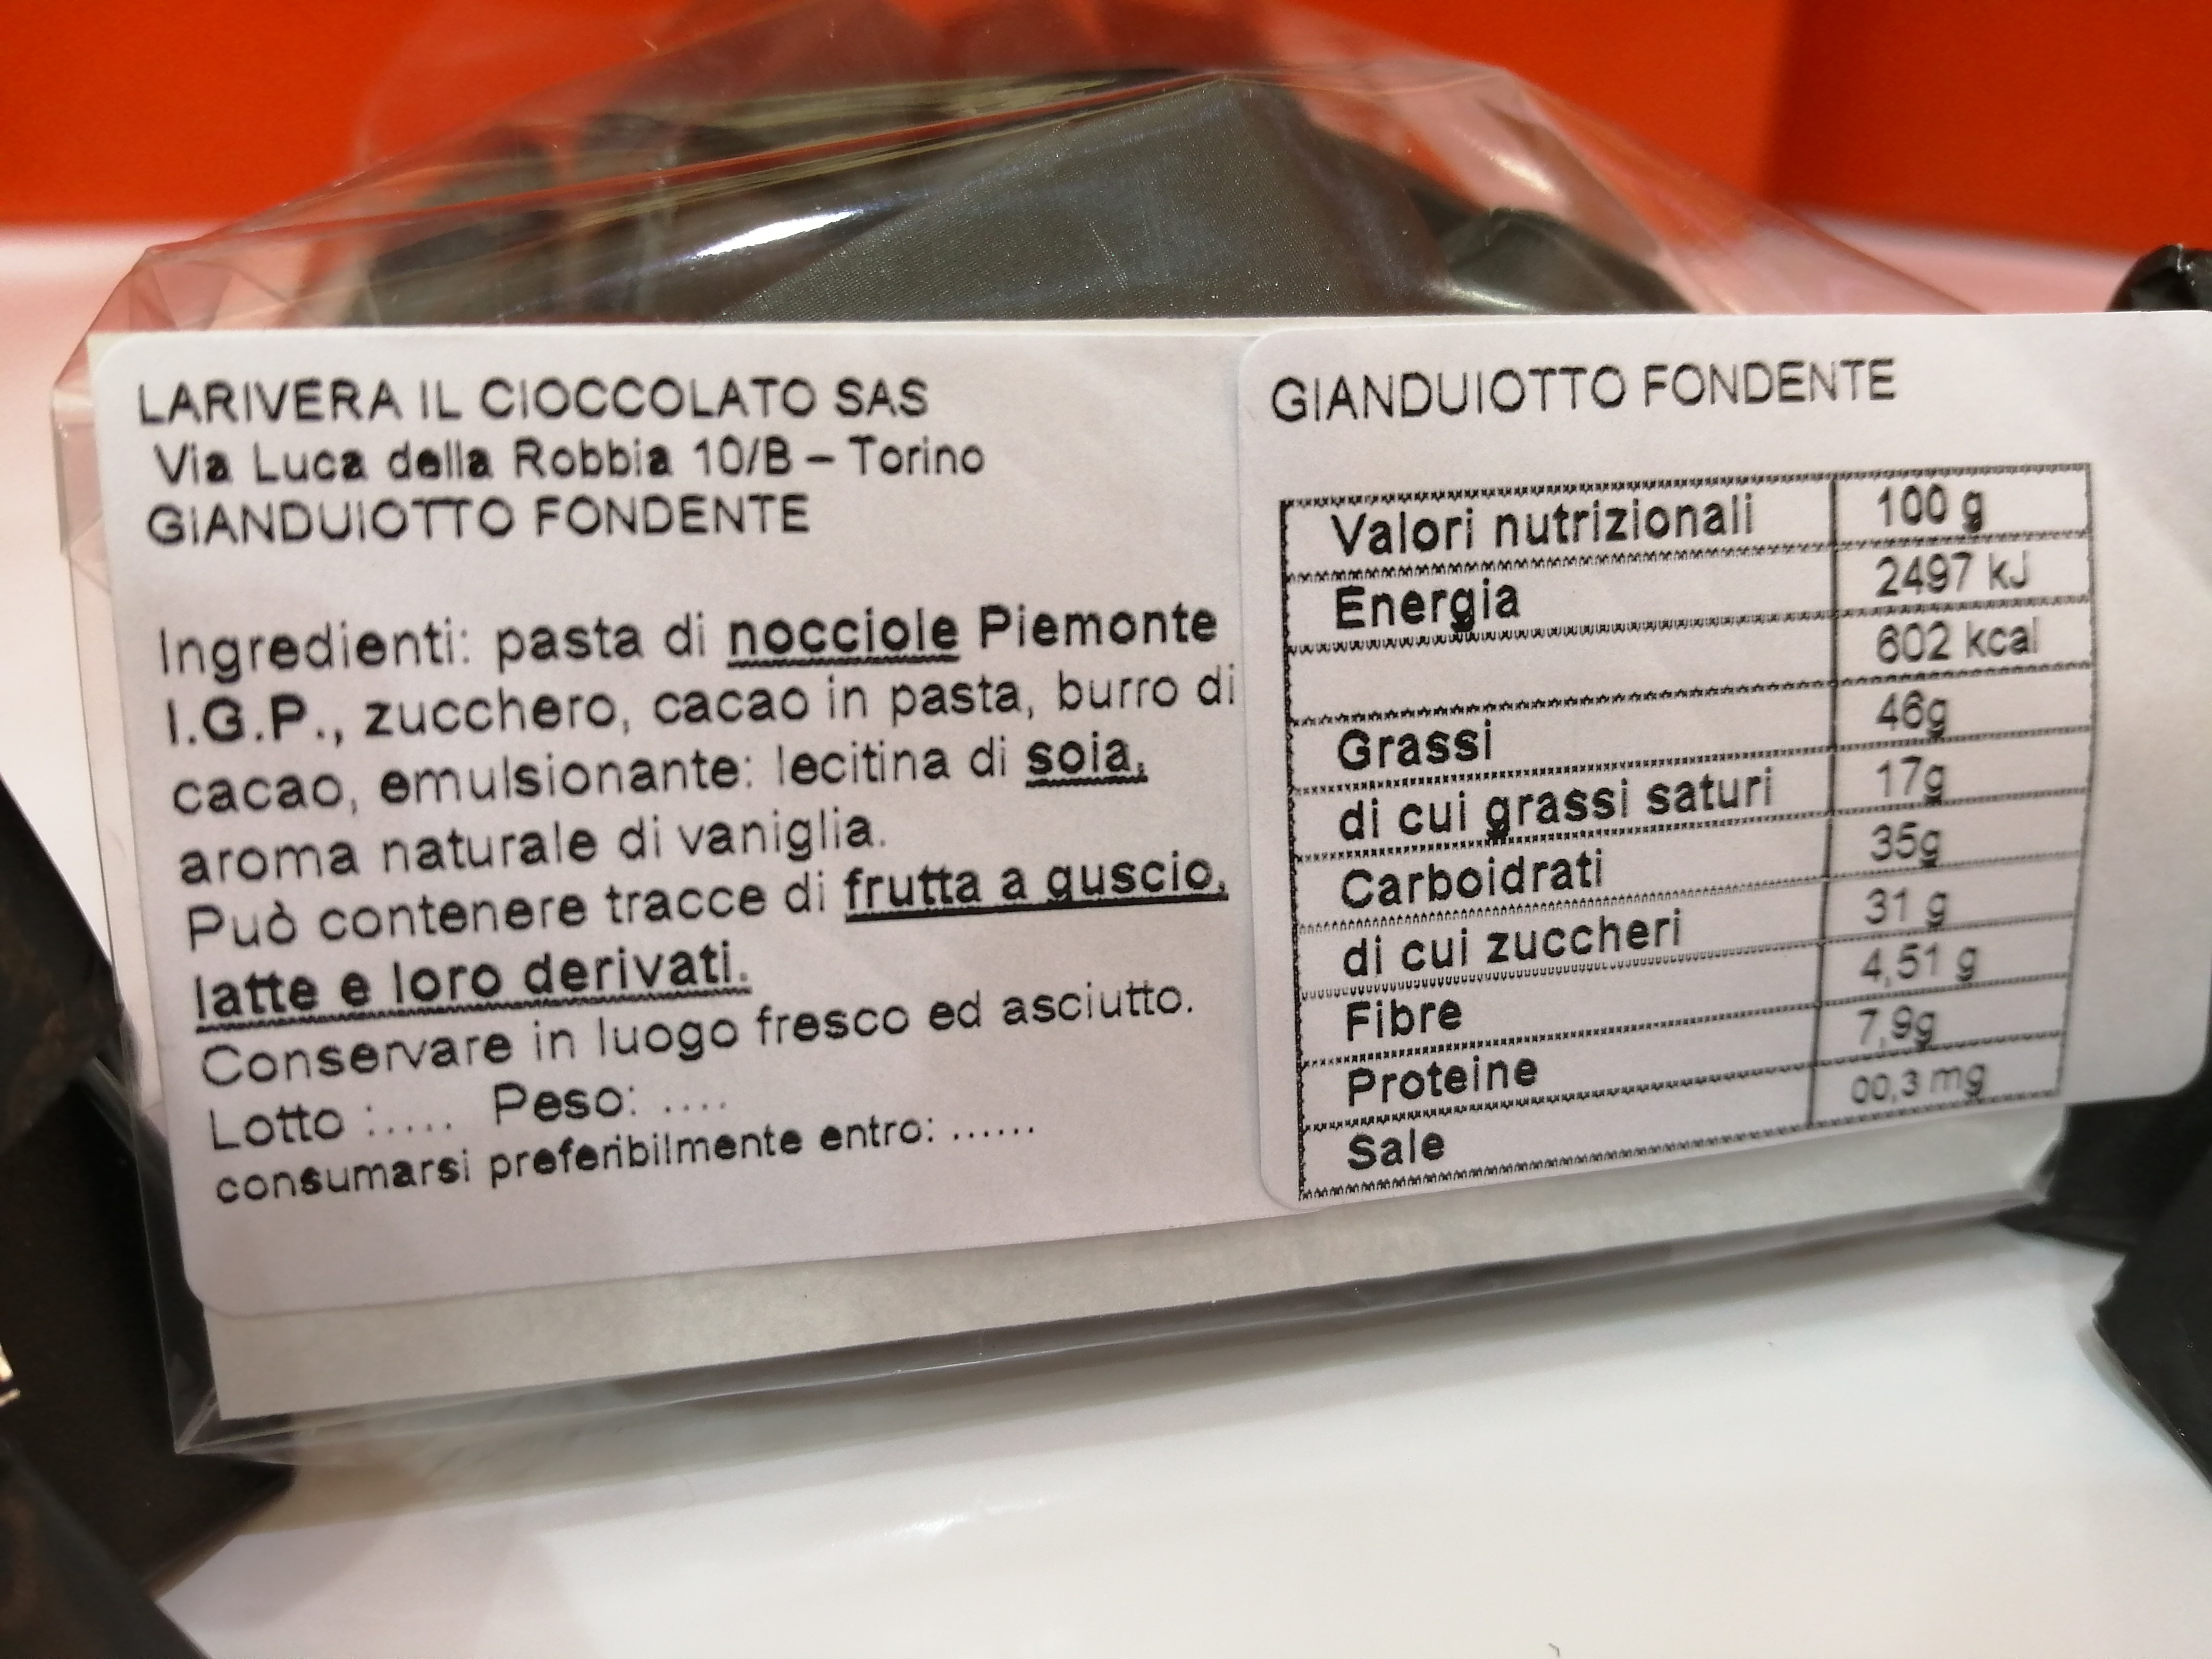 LARIVERA IL CIOCCOLATO SAS
Via Luca della Robbia 10/B – Torino
GIANDUIOTTO FONDENTE
Ingredienti: pasta di nocciole Piemonte
I.G.P., zucchero, cacao in pasta, burro di
cacao, emulsionante: lecitina di soia,
aroma naturale di vaniglia.
Può contenere tracce di frutta a guscio,
latte e loro derivati.
Conservare in luogo fresco ed asciutto.
Lotto :..... Peso: ....
consumarsi preferibilmente entro: ......
GIANDUIOTTO FONDENTE
Valori nutrizionali 100 g
Energia 2497 kJ
602 kcal
Grassi 46g
di cui grassi saturi 17g
Carboidrati 35g
di cui zuccheri 31 g
Fibre 4,51 g
Proteine 7,9g
Sale 00,3 mg